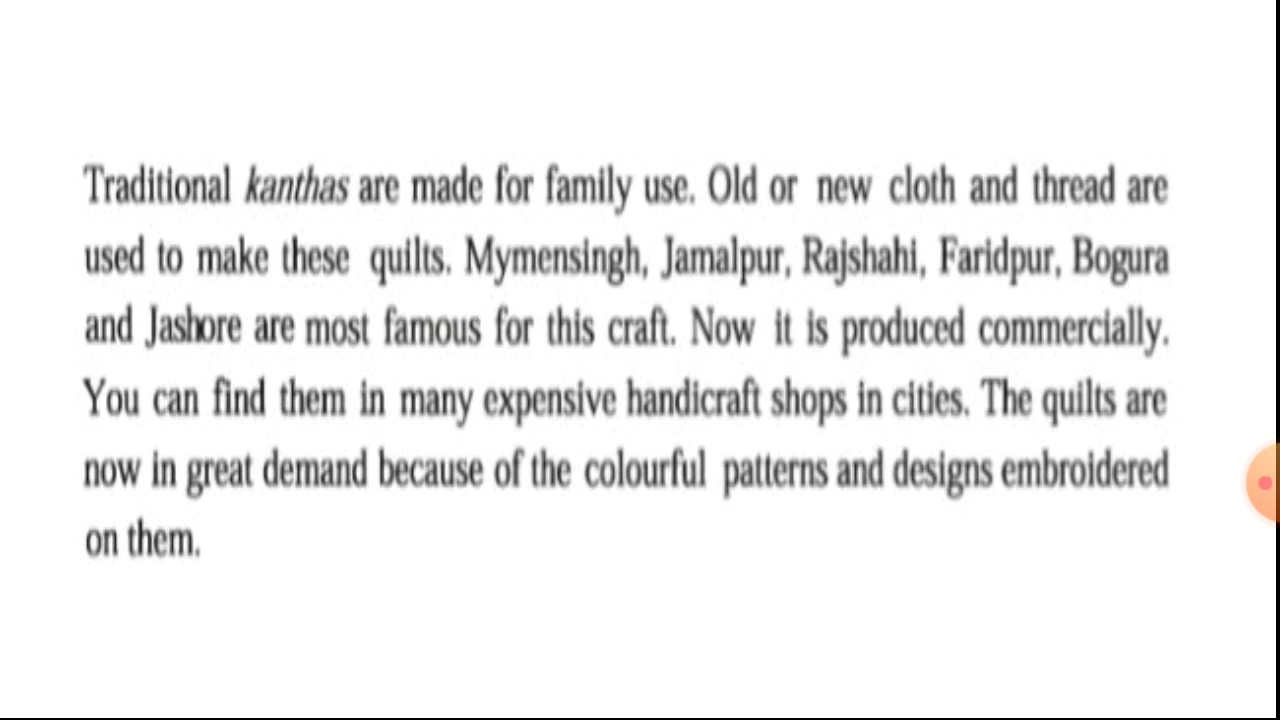 Traditional kanthas are made for family use. Old or new cloth and thread are
used to make these quilts. Mymensingh, Jamalpur, Rajshahi, Faridpur, Bogura
and Jashore are most famous for this craft. Now it is produced commercially.
You can find them in many expensive handicraft shops in cities. The quilts are
now in great demand because of the colourful patterns and designs embroidered
on them.